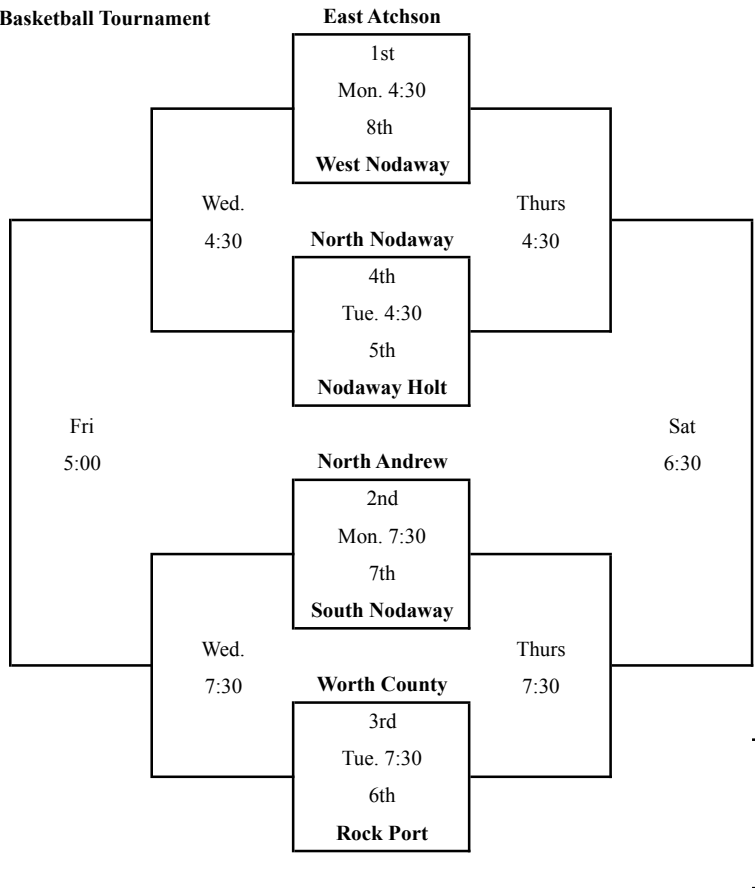 Basketball Tournament
East Atchson
1st
Mon. 4:30
8th
West Nodaway
Wed.
4:30
Thurs
4:30
North Nodaway
4th
Tue. 4:30
5th
Nodaway Holt
Fri
5:00
Sat
6:30
North Andrew
2nd
Mon. 7:30
7th
South Nodaway
Wed.
7:30
Thurs
7:30
Worth County
3rd
Tue. 7:30
6th
Rock Port